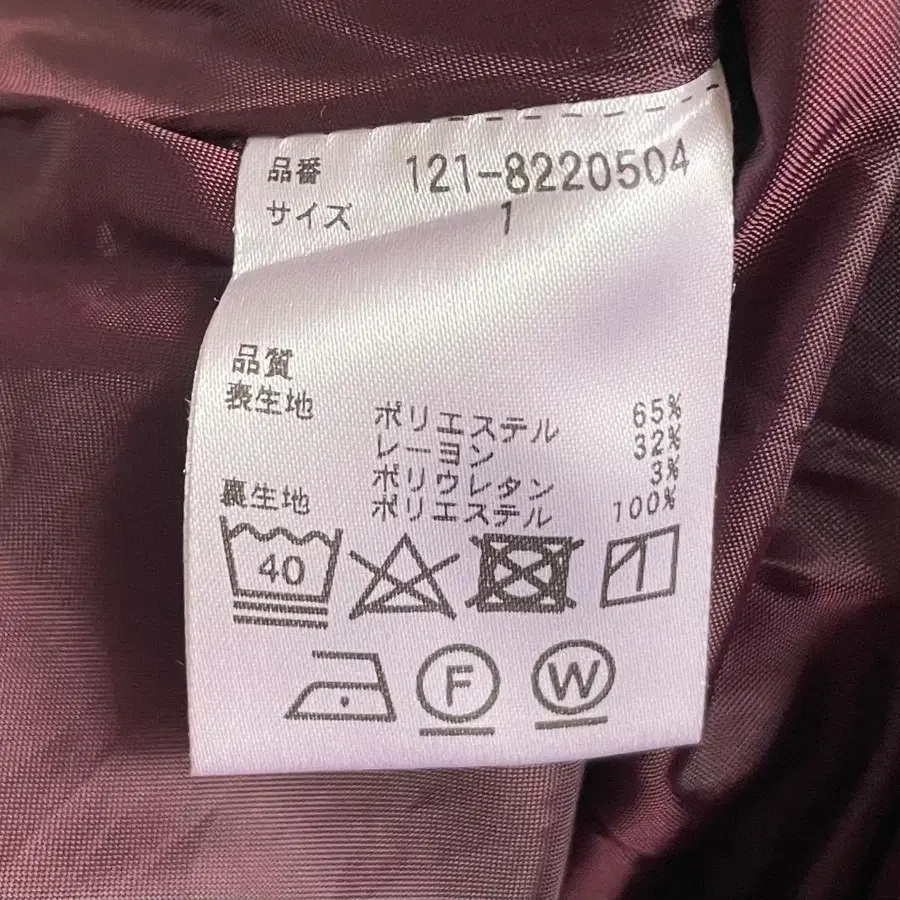 品番 121-8220504
サイズ 1
品質
表生地 ポリエステル 65%
レーヨン 32%
ポリウレタン 3%
裏生地 ポリエステル 100%
40
F W